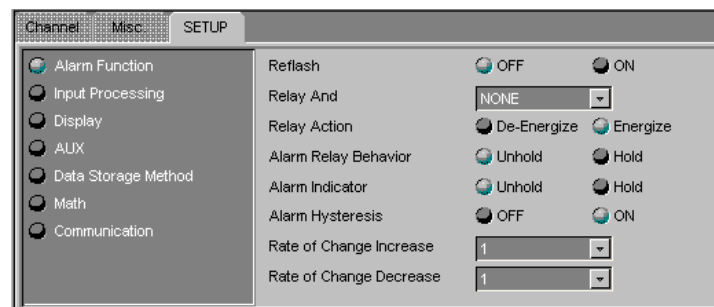 Channel Misc. SETUP
Alarm Function
Input Processing
Display
AUX
Data Storage Method
Math
Communication
Reflash OFF ON
Relay And NONE
Relay Action De-Energize Energize
Alarm Relay Behavior Unhold Hold
Alarm Indicator Unhold Hold
Alarm Hysteresis OFF ON
Rate of Change Increase 1
Rate of Change Decrease 1